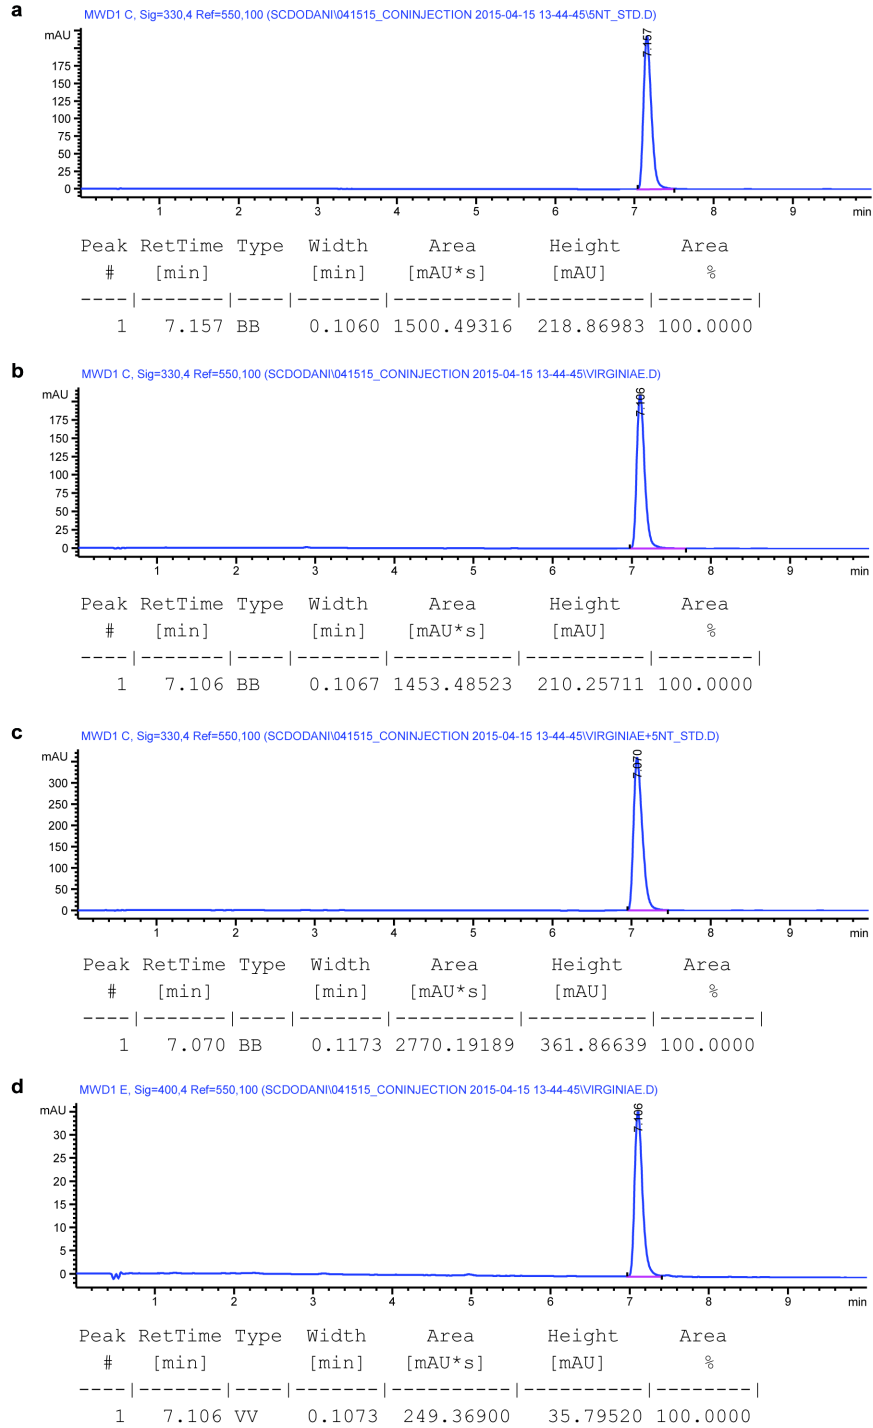 a
MWD1 C, Sig=330,4 Ref=550,100 (SCDODANI\041515_CONINJECTION 2015-04-15 13-44-45\5NT_STD.D)
mAU
7.157
175
150
125
100
75
50
25
0
1 2 3 4 5 6 7 8 9 min
Peak RetTime Type Width Area Height Area
# [min] [min] [mAU*s] [mAU] %
----|-------|----|-------|----------|----------|--------|
1 7.157 BB 0.1060 1500.49316 218.86983 100.0000
b
MWD1 C, Sig=330,4 Ref=550,100 (SCDODANI\041515_CONINJECTION 2015-04-15 13-44-45\VIRGINIAE.D)
mAU
7.106
175
150
125
100
75
50
25
0
1 2 3 4 5 6 7 8 9 min
Peak RetTime Type Width Area Height Area
# [min] [min] [mAU*s] [mAU] %
----|-------|----|-------|----------|----------|--------|
1 7.106 BB 0.1067 1453.48523 210.25711 100.0000
c
MWD1 C, Sig=330,4 Ref=550,100 (SCDODANI\041515_CONINJECTION 2015-04-15 13-44-45\VIRGINIAE+5NT_STD.D)
mAU
7.070
300
250
200
150
100
50
0
1 2 3 4 5 6 7 8 9 min
Peak RetTime Type Width Area Height Area
# [min] [min] [mAU*s] [mAU] %
----|-------|----|-------|----------|----------|--------|
1 7.070 BB 0.1173 2770.19189 361.86639 100.0000
d
MWD1 E, Sig=400,4 Ref=550,100 (SCDODANI\041515_CONINJECTION 2015-04-15 13-44-45\VIRGINIAE.D)
mAU
7.106
30
25
20
15
10
5
0
1 2 3 4 5 6 7 8 9 min
Peak RetTime Type Width Area Height Area
# [min] [min] [mAU*s] [mAU] %
----|-------|----|-------|----------|----------|--------|
1 7.106 VV 0.1073 249.36900 35.79520 100.0000